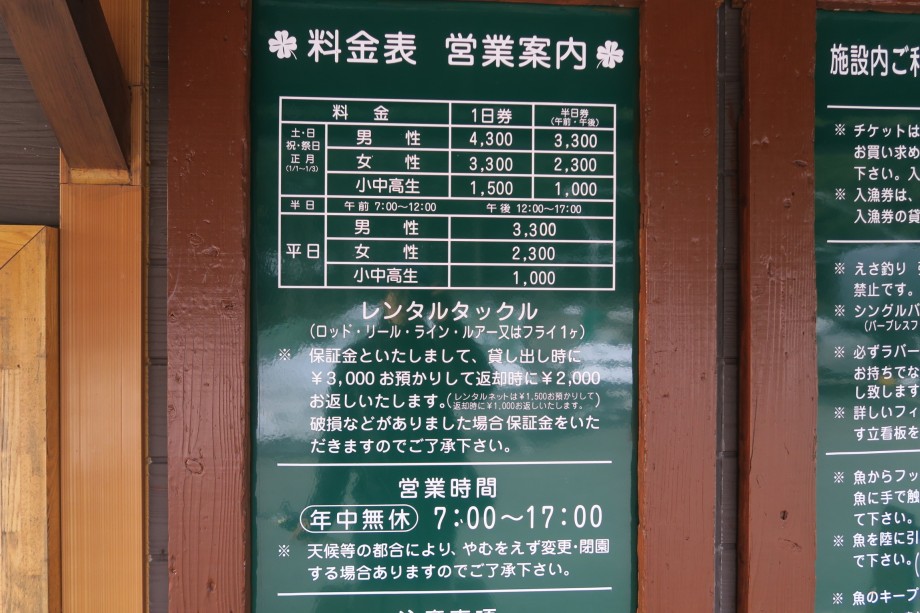 料金表 営業案内
料 金 1日券 半日券(午前・午後)
土・日 祝・祭日 正月(1/1〜1/3) 男 性 4,300 3,300
女 性 3,300 2,300
小中高生 1,500 1,000
半日 午前 7:00〜12:00 午後 12:00〜17:00
平日 男 性 3,300
女 性 2,300
小中高生 1,000
レンタルタックル
(ロッド・リール・ライン・ルアー又はフライ1ヶ)
※ 保証金といたしまして、貸し出し時に
¥3,000お預かりして返却時に¥2,000
お返しいたします。(レンタルネットは¥1,500お預かりして返却時に¥1,000お返しいたします。)
破損などがありました場合保証金をいた
だきますのでご了承下さい。
営業時間
年中無休 7:00〜17:00
※ 天候等の都合により、やむをえず変更・閉園
する場合ありますのでご了承下さい。
注意事項
施設内ご利
※ チケットは
お買い求め
下さい。入
※ 入漁券は、
入漁券の貸
※ えさ釣り
禁止です。
※ シングルバ
(バーブレスフ
※ 必ずラバー
お持ちでな
し致します
※ 詳しいフィ
す立看板を
※ 魚からフッ
魚に手で触
て下さい。
※ 魚を陸に引
で下さい。(
※ 魚のキープ